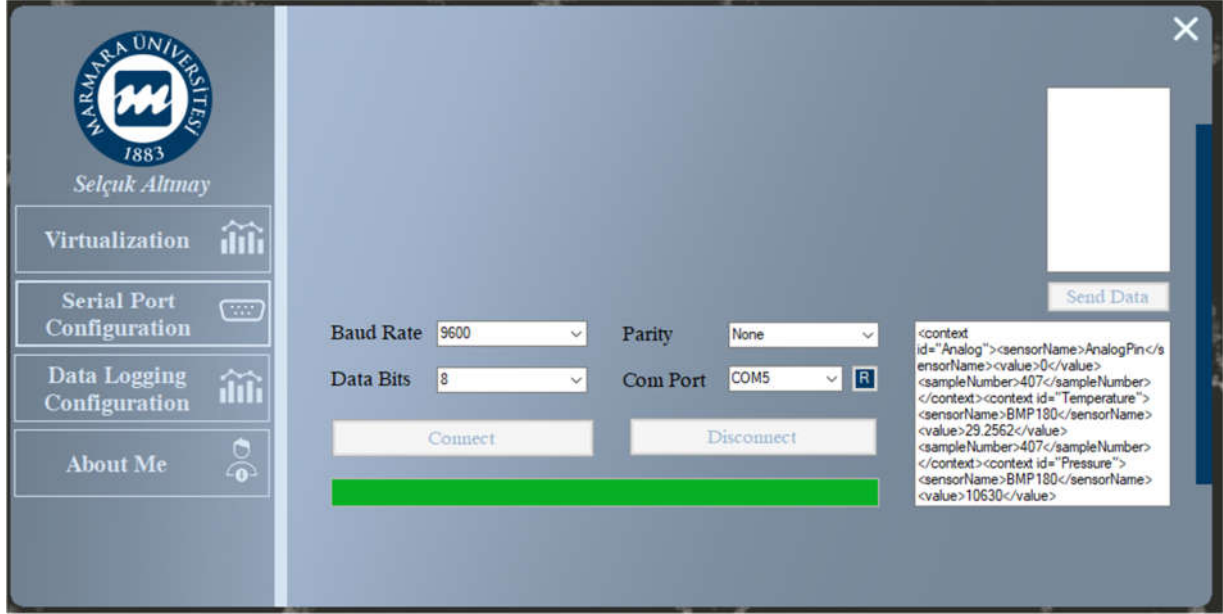 MARMARA ÜNİVERSİTESİ
1883
Selçuk Altınay
Virtualization
Serial Port
Configuration
Data Logging
Configuration
About Me
Send Data
Baud Rate 9600
Parity None
Data Bits 8
Com Port COM5 R
Connect
Disconnect
<context
id="Analog"><sensorName>AnalogPin</s
ensorName><value>0</value>
<sampleNumber>407</sampleNumber>
</context><context id="Temperature">
<sensorName>BMP180</sensorName>
<value>29.2562</value>
<sampleNumber>407</sampleNumber>
</context><context id="Pressure">
<sensorName>BMP180</sensorName>
<value>10630</value>